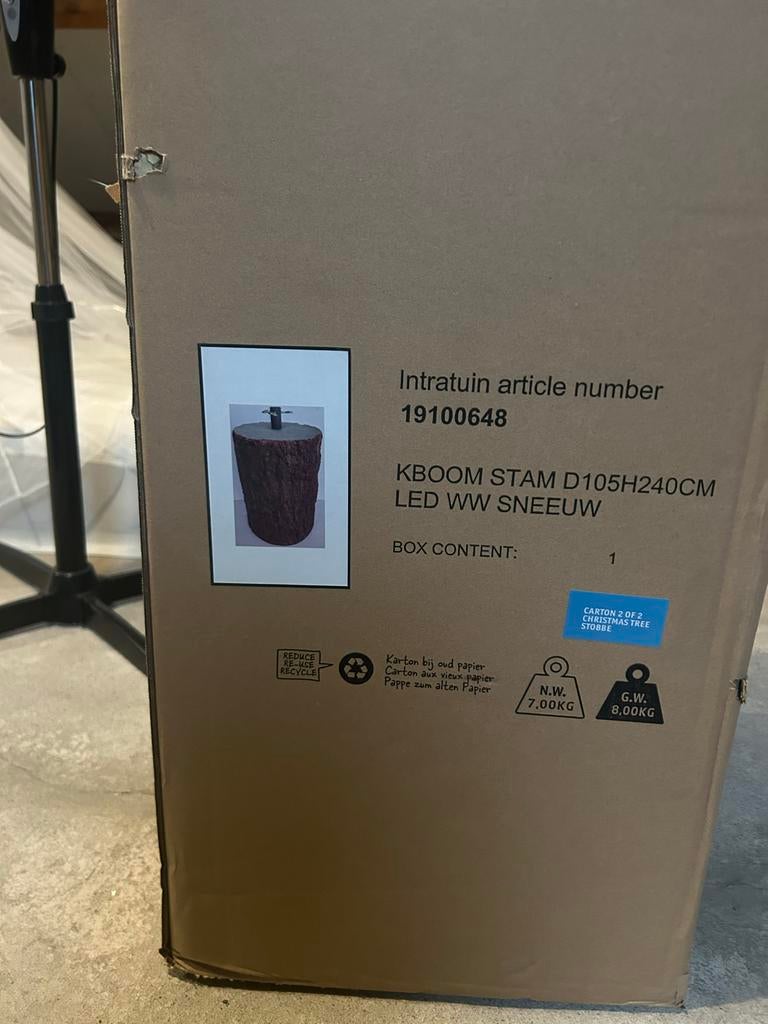 Intratuin article number
19100648
KBOOM STAM D105H240CM
LED WW SNEEUW
BOX CONTENT: 1
CARTON 2 OF 2
CHRISTMAS TREE
STOBBE
REDUCE
RE-USE
RECYCLE
Karton bij oud papier
Carton aux vieux papier
Pappe zum alten Papier
N.W.
7,00KG
G.W.
8,00KG